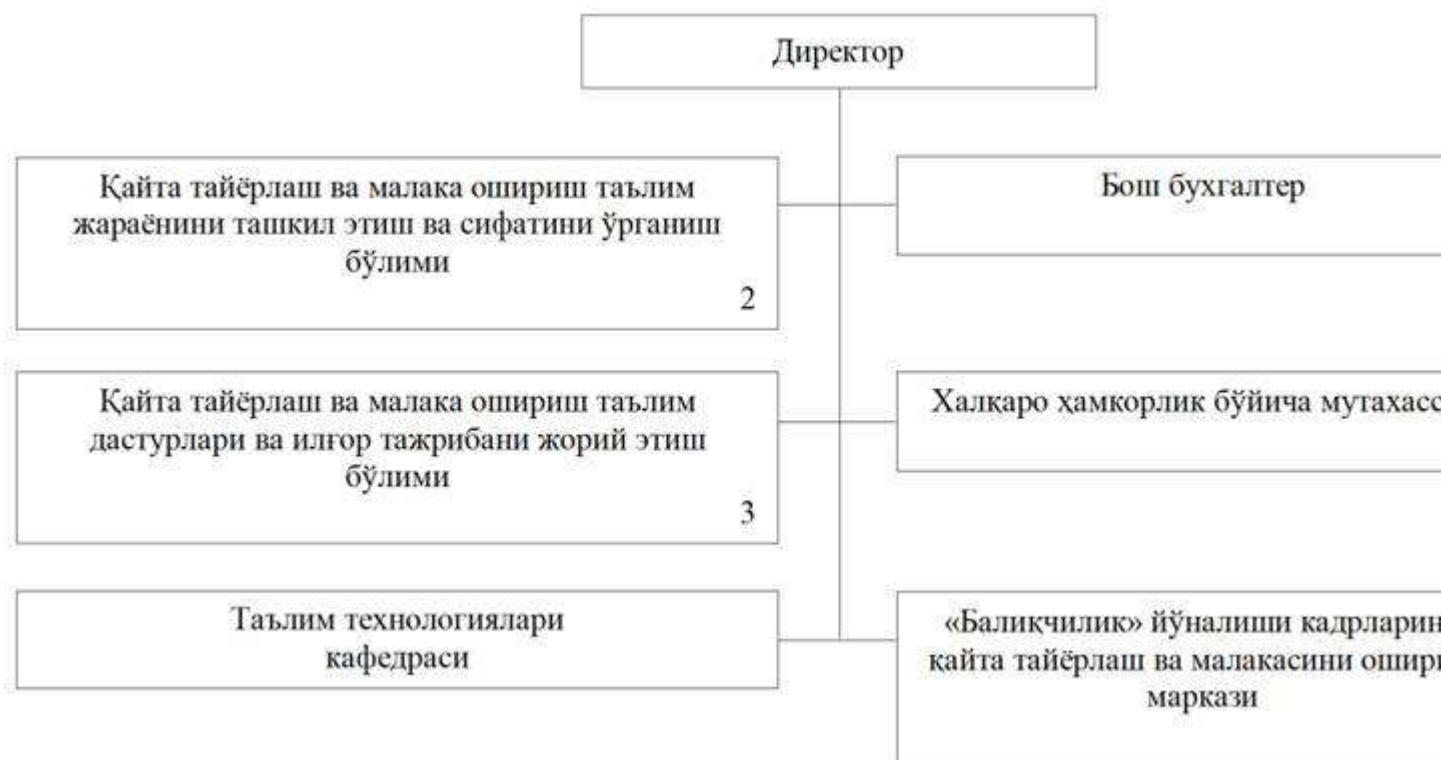 Директор
Қайта тайёрлаш ва малака ошириш таълим
жараёнини ташкил этиш ва сифатини ўрганиш
бўлими
2
Бош бухгалтер
Қайта тайёрлаш ва малака ошириш таълим
дастурлари ва илғор тажрибани жорий этиш
бўлими
3
Халқаро ҳамкорлик бўйича
Таълим технологиялари
кафедраси
«Балиқчилик» йўналиши
қайта тайёрлаш ва малакасини
маркази